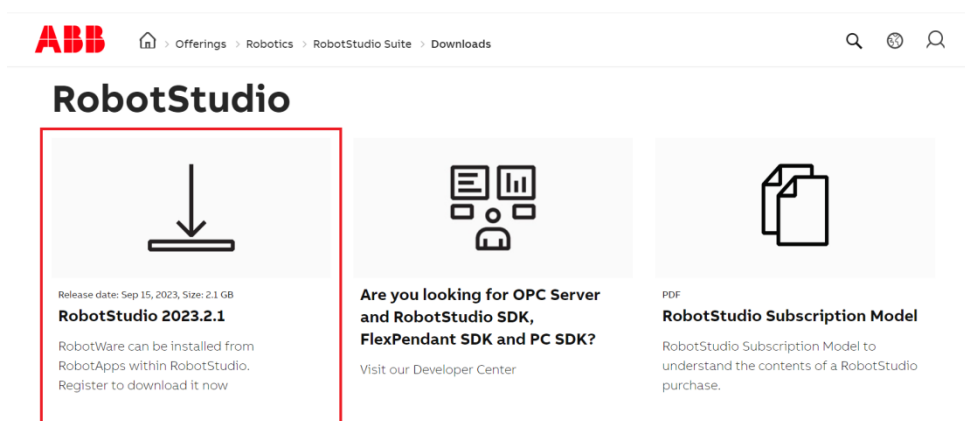 ABB > Offerings > Robotics > RobotStudio Suite > Downloads
RobotStudio
Release date: Sep 15, 2023, Size: 2.1 GB
RobotStudio 2023.2.1
RobotWare can be installed from
RobotApps within RobotStudio.
Register to download it now
Are you looking for OPC Server
and RobotStudio SDK,
FlexPendant SDK and PC SDK?
Visit our Developer Center
PDF
RobotStudio Subscription Model
RobotStudio Subscription Model to
understand the contents of a RobotStudio
purchase.